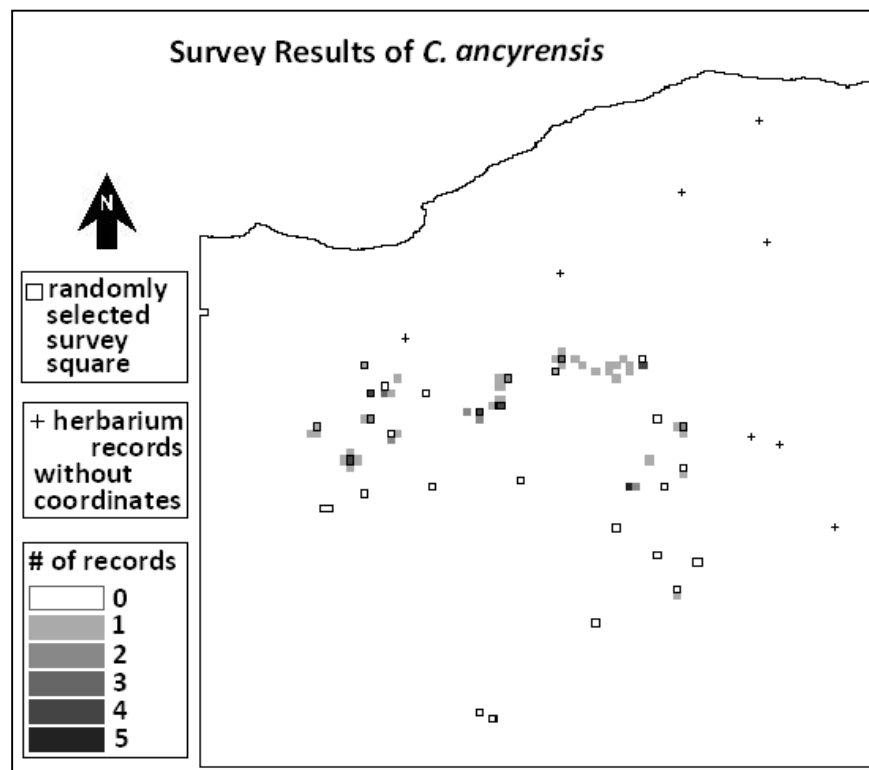 Survey Results of C. ancyrensis
N
randomly
selected
survey
square
+ herbarium
records
without
coordinates
# of records
0
1
2
3
4
5